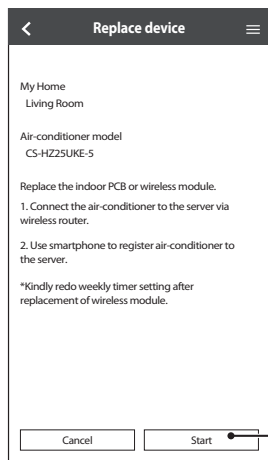 Replace device
My Home
Living Room
Air-conditioner model
CS-HZ25UKE-5
Replace the indoor PCB or wireless module.
1. Connect the air-conditioner to the server via
wireless router.
2. Use smartphone to register air-conditioner to
the server.
*Kindly redo weekly timer setting after
replacement of wireless module.
Cancel Start